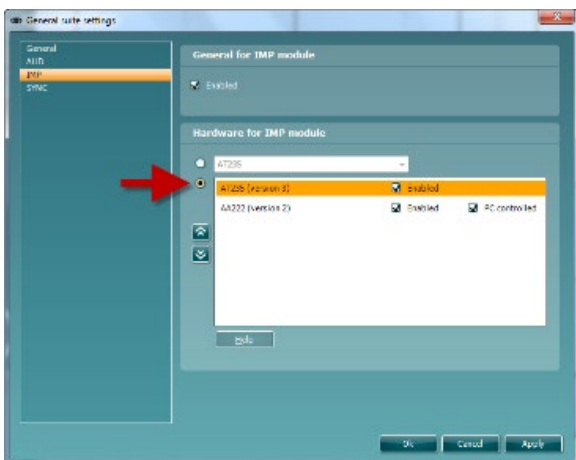 General suite settings
General
AUD
IMP
SYNC
General for IMP module
Enabled
Hardware for IMP module
AT235
AT235 (version 3) Enabled
AA222 (version 2) Enabled PC controlled
Help
Ok Cancel Apply